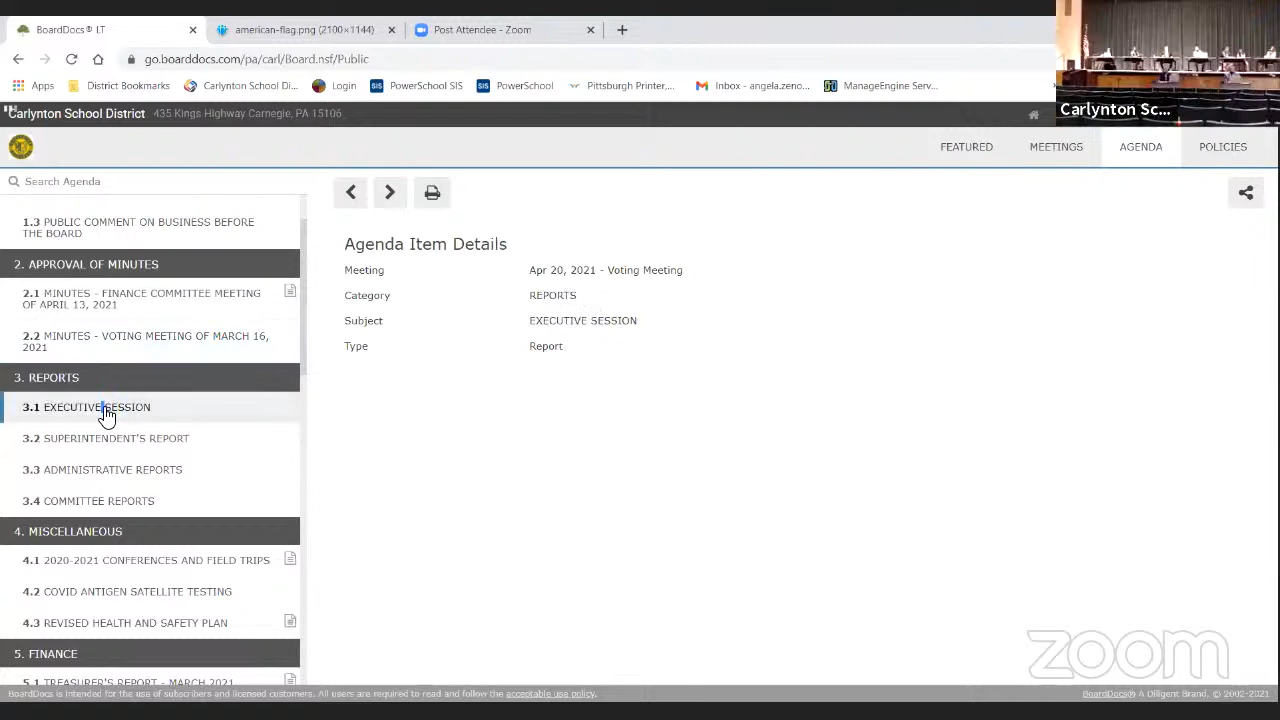 BoardDocs® LT
american-flag.png (2100×1144)
Post Attendee - Zoom
go.boarddocs.com/pa/carl/Board.nsf/Public
Apps
District Bookmarks
Carlynton School Di...
Login
PowerSchool SIS
PowerSchool
Pittsburgh Printer,...
Inbox - angela.zero...
ManageEngine Serv...
Carlynton Sc...
Carlynton School District 435 Kings Highway Carnegie, PA 15106
FEATURED
MEETINGS
AGENDA
POLICIES
Search Agenda
1.3 PUBLIC COMMENT ON BUSINESS BEFORE
THE BOARD
2. APPROVAL OF MINUTES
2.1 MINUTES - FINANCE COMMITTEE MEETING
OF APRIL 13, 2021
2.2 MINUTES - VOTING MEETING OF MARCH 16,
2021
3. REPORTS
3.1 EXECUTIVE SESSION
3.2 SUPERINTENDENT'S REPORT
3.3 ADMINISTRATIVE REPORTS
3.4 COMMITTEE REPORTS
4. MISCELLANEOUS
4.1 2020-2021 CONFERENCES AND FIELD TRIPS
4.2 COVID ANTIGEN SATELLITE TESTING
4.3 REVISED HEALTH AND SAFETY PLAN
5. FINANCE
5.1 TREASURER'S REPORT - MARCH 2021
Agenda Item Details
Meeting Apr 20, 2021 - Voting Meeting
Category REPORTS
Subject EXECUTIVE SESSION
Type Report
zoom
BoardDocs is intended for the use of subscribers and licensed customers. All users are required to read and follow the acceptable use policy.
BoardDocs® A Diligent Brand. © 2002-2021